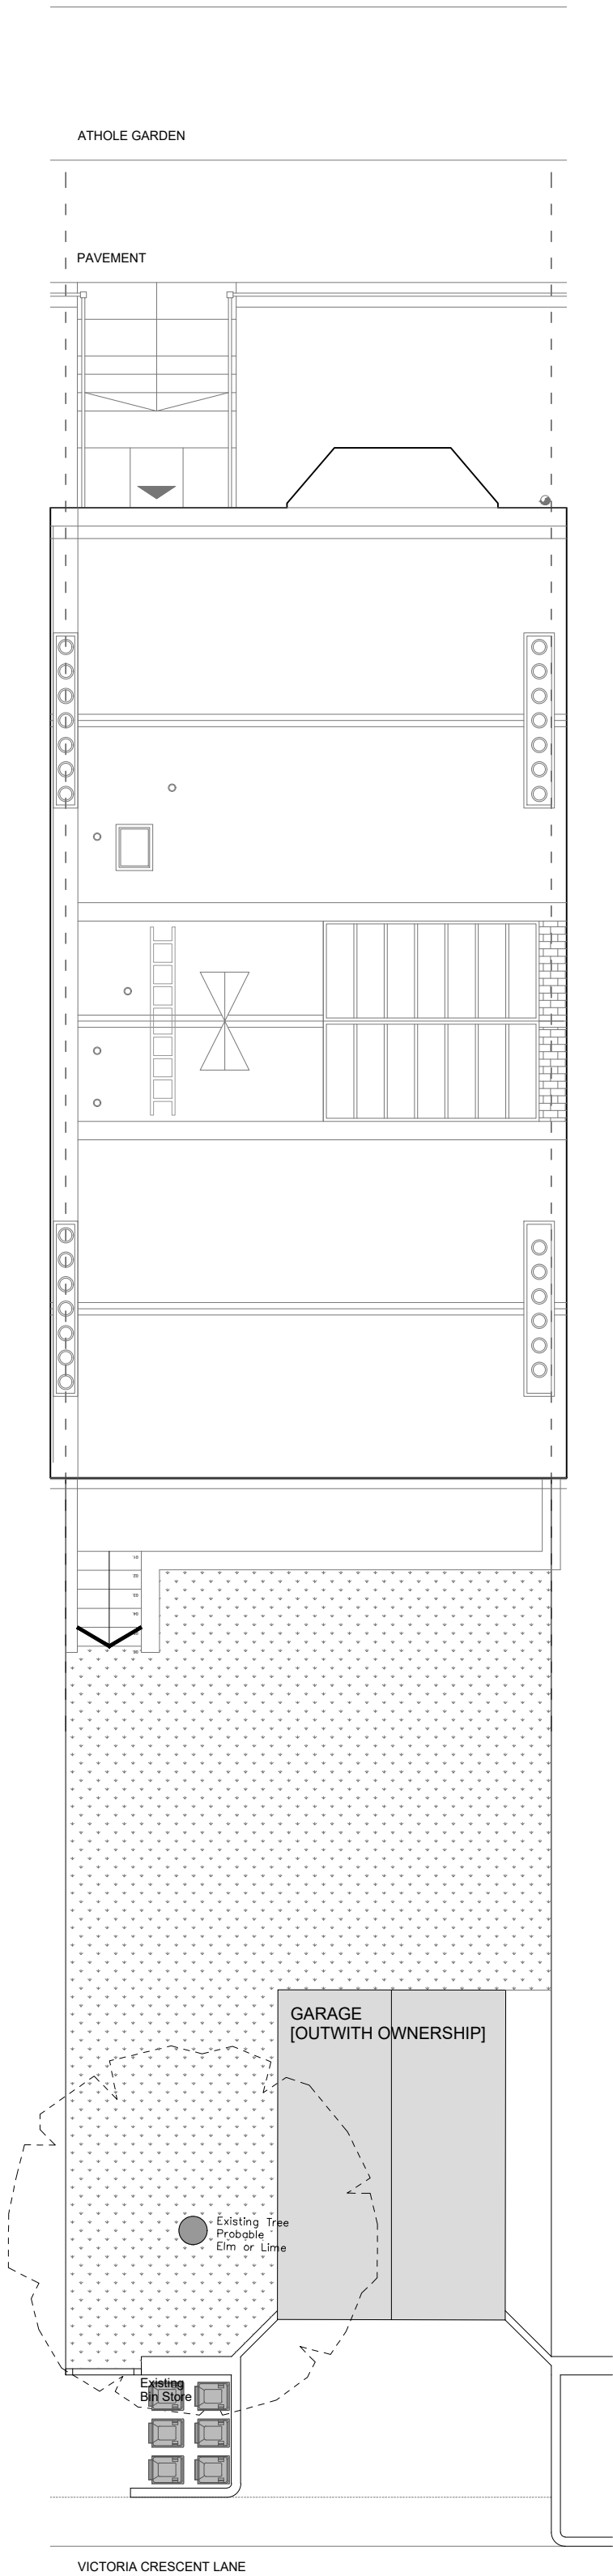 ATHOLE GARDEN
PAVEMENT
GARAGE
[OUTWITH OWNERSHIP]
Existing Tree
Probable
Elm or Lime
Existing
Bin Store
VICTORIA CRESCENT LANE